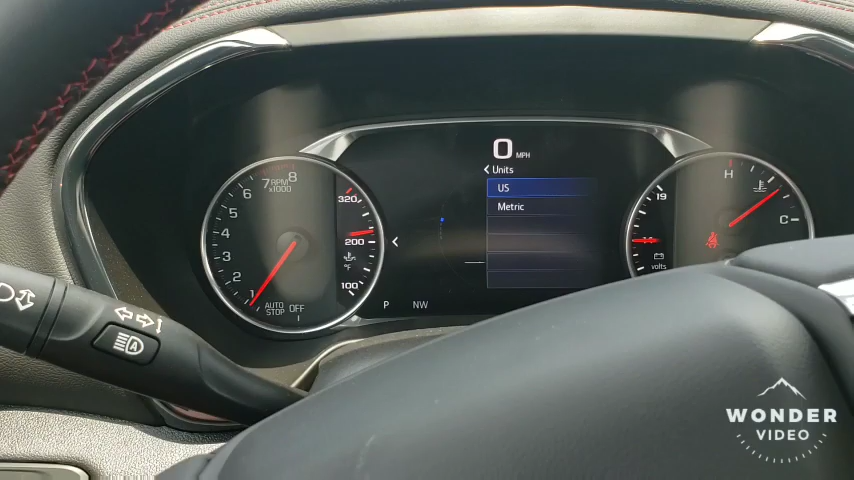 0 MPH
Units
US
Metric
8
7 RPM x1000
6
5
4
3
2
1
AUTO STOP OFF
320
200
°F
100
P NW
H
C
19
volts
A
WONDER
VIDEO